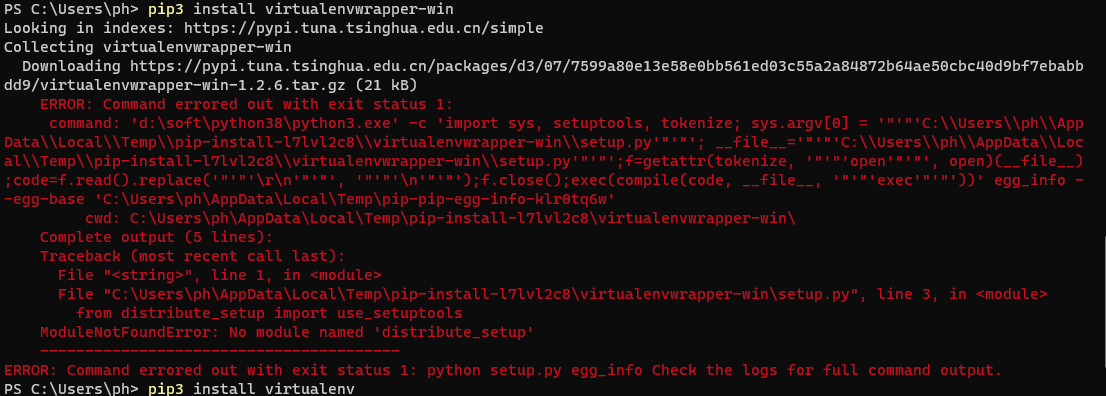 PS C:\Users\ph> pip3 install virtualenvwrapper-win
Looking in indexes: https://pypi.tuna.tsinghua.edu.cn/simple
Collecting virtualenvwrapper-win
  Downloading https://pypi.tuna.tsinghua.edu.cn/packages/d3/07/7599a80e13e58e0bb561ed03c55a2a84872b64ae50cbc40d9bf7ebabb
dd9/virtualenvwrapper-win-1.2.6.tar.gz (21 kB)
    ERROR: Command errored out with exit status 1:
     command: 'd:\soft\python38\python3.exe' -c 'import sys, setuptools, tokenize; sys.argv[0] = '"'"'C:\\Users\\ph\\App
Data\\Local\\Temp\\pip-install-l7lvl2c8\\virtualenvwrapper-win\\setup.py'"'"'; __file__='"'"'C:\\Users\\ph\\AppData\\Loc
al\\Temp\\pip-install-l7lvl2c8\\virtualenvwrapper-win\\setup.py'"'"';f=getattr(tokenize, '"'"'open'"'"', open)(__file__)
;code=f.read().replace('"'"'\r\n'"'"', '"'"'\n'"'"');f.close();exec(compile(code, __file__, '"'"'exec'"'"'))' egg_info -
-egg-base 'C:\Users\ph\AppData\Local\Temp\pip-pip-egg-info-klr0tq6w'
         cwd: C:\Users\ph\AppData\Local\Temp\pip-install-l7lvl2c8\virtualenvwrapper-win\
    Complete output (5 lines):
    Traceback (most recent call last):
      File "<string>", line 1, in <module>
      File "C:\Users\ph\AppData\Local\Temp\pip-install-l7lvl2c8\virtualenvwrapper-win\setup.py", line 3, in <module>
        from distribute_setup import use_setuptools
    ModuleNotFoundError: No module named 'distribute_setup'
    ----------------------------------------
ERROR: Command errored out with exit status 1: python setup.py egg_info Check the logs for full command output.
PS C:\Users\ph> pip3 install virtualenv